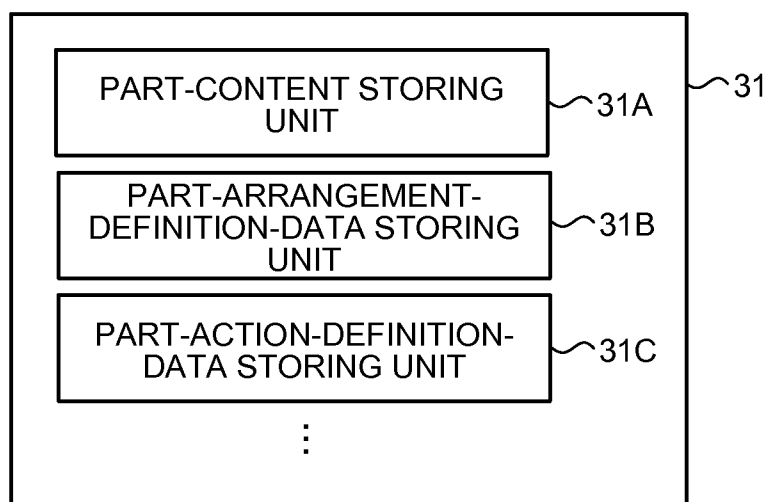 PART-CONTENT STORING
UNIT
31A
31
PART-ARRANGEMENT-
DEFINITION-DATA STORING
UNIT
31B
PART-ACTION-DEFINITION-
DATA STORING UNIT
31C
⋮